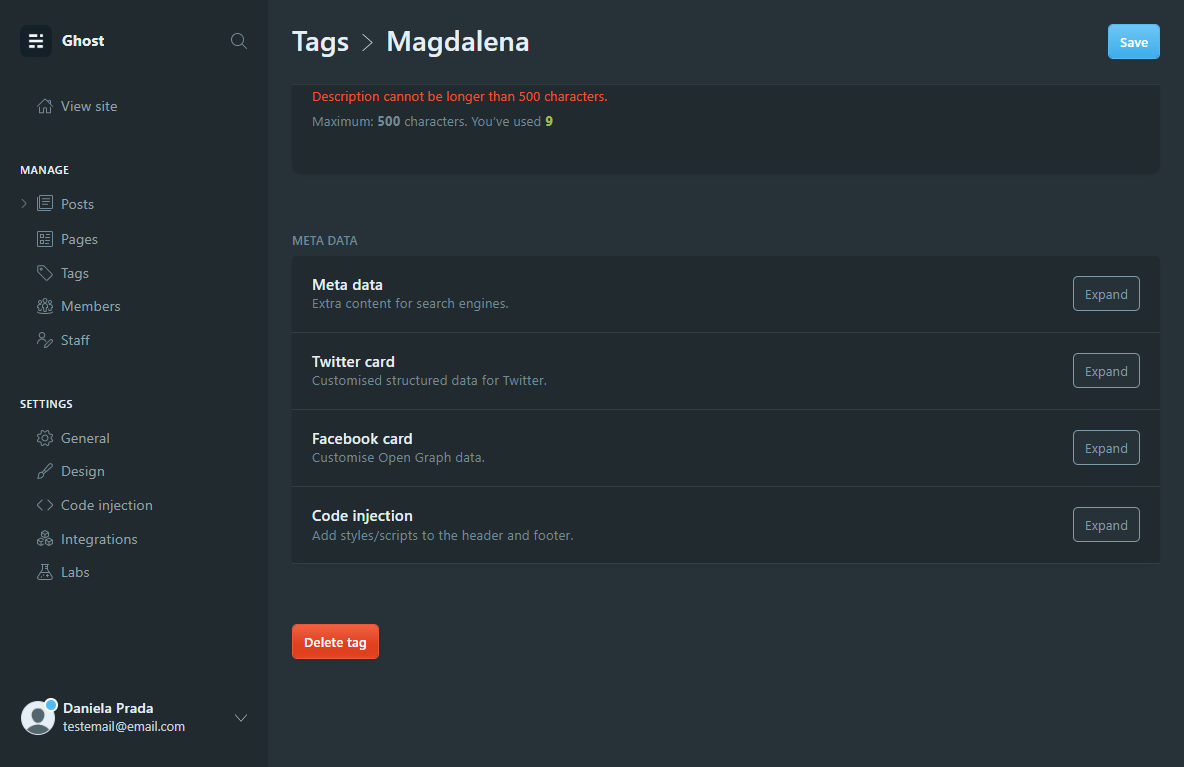 Ghost
View site
MANAGE
Posts
Pages
Tags
Members
Staff
SETTINGS
General
Design
Code injection
Integrations
Labs
Daniela Prada
testemail@email.com
Tags > Magdalena
Save
Description cannot be longer than 500 characters.
Maximum: 500 characters. You’ve used 9
META DATA
Meta data
Extra content for search engines.
Expand
Twitter card
Customised structured data for Twitter.
Expand
Facebook card
Customise Open Graph data.
Expand
Code injection
Add styles/scripts to the header and footer.
Expand
Delete tag